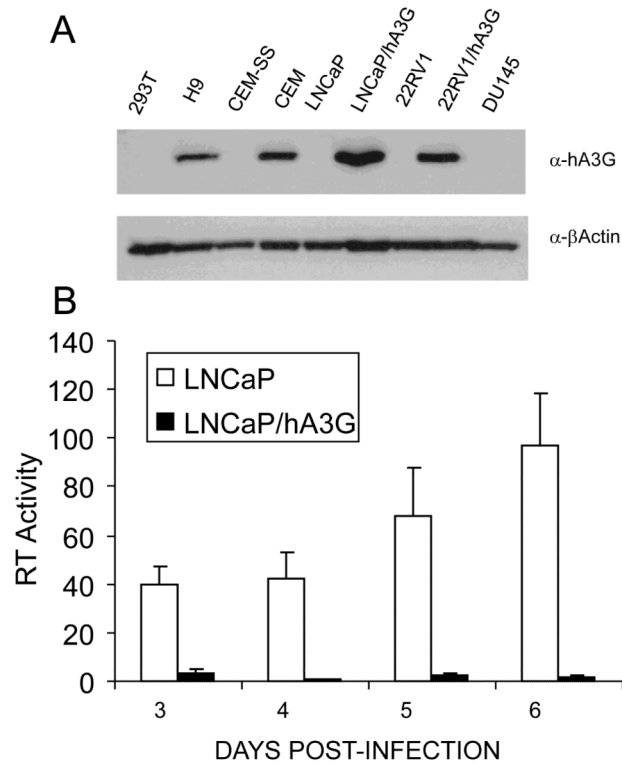 A
293T
H9
CEM-SS
CEM
LNCaP
LNCaP/hA3G
22RV1
22RV1/hA3G
DU145
α-hA3G
α-βActin
B
140
120
100
80
60
40
20
0
RT Activity
LNCaP
LNCaP/hA3G
3
4
5
6
DAYS POST-INFECTION